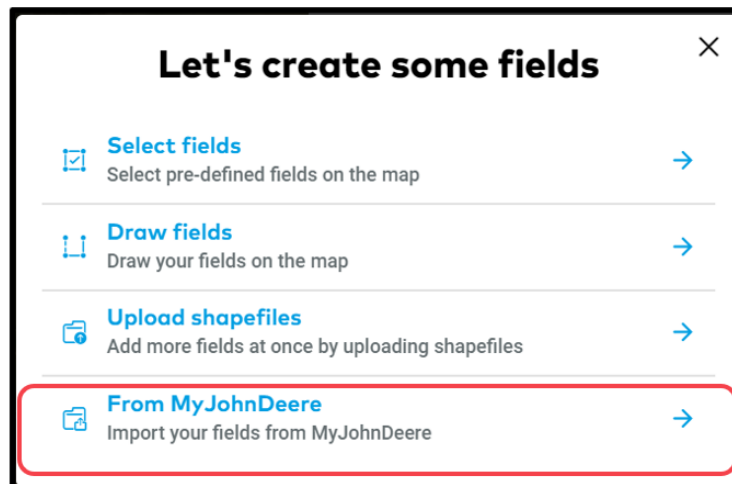 Let's create some fields
Select fields
Select pre-defined fields on the map
Draw fields
Draw your fields on the map
Upload shapefiles
Add more fields at once by uploading shapefiles
From MyJohnDeere
Import your fields from MyJohnDeere